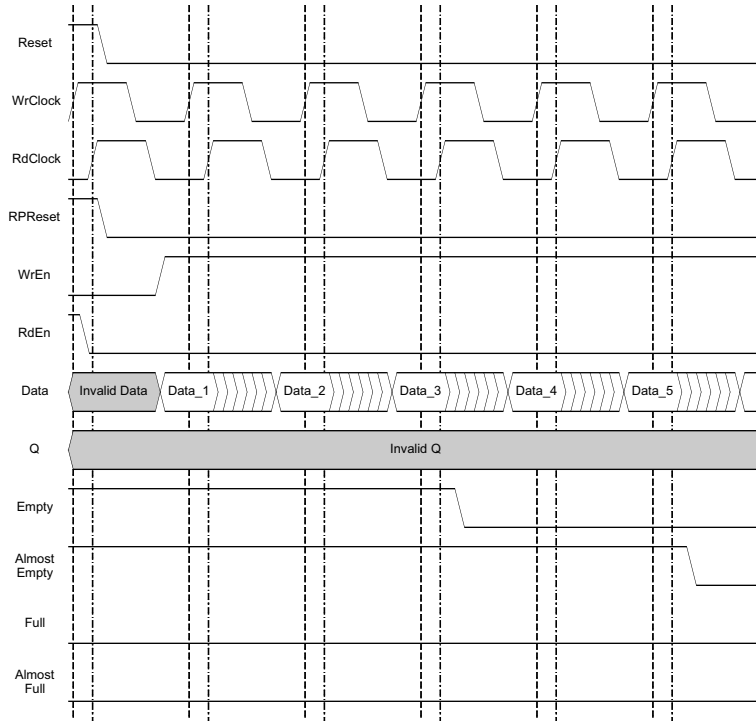 Reset
WrClock
RdClock
RPReset
WrEn
RdEn
Data
Invalid Data
Data_1
Data_2
Data_3
Data_4
Data_5
Q
Invalid Q
Empty
Almost
Empty
Full
Almost
Full